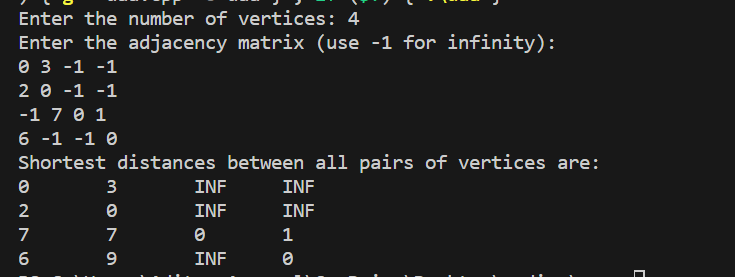 Enter the number of vertices: 4
Enter the adjacency matrix (use -1 for infinity):
0 3 -1 -1
2 0 -1 -1
-1 7 0 1
6 -1 -1 0
Shortest distances between all pairs of vertices are:
0 3 INF INF
2 0 INF INF
7 7 0 1
6 9 INF 0